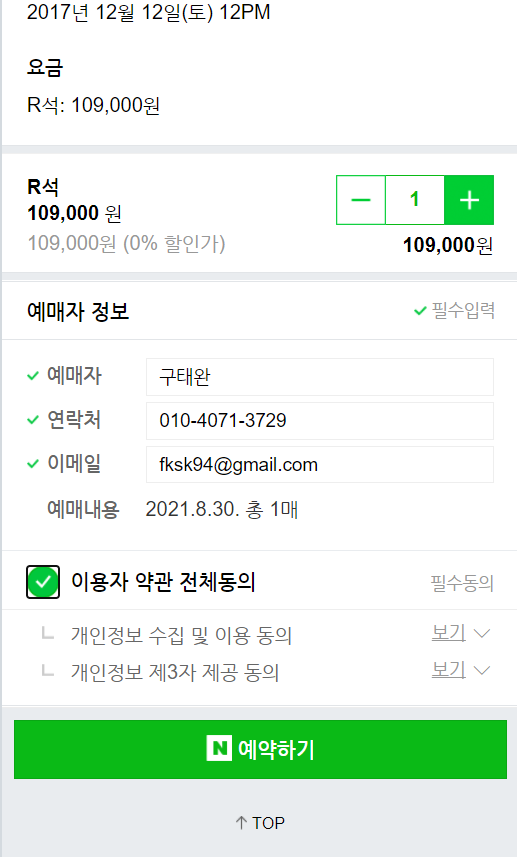 2017년 12월 12일(토) 12PM
요금
R석: 109,000원
R석
109,000 원
1
109,000원 (0% 할인가)
109,000원
예매자 정보
필수입력
예매자 구태완
연락처 010-4071-3729
이메일 fksk94@gmail.com
예매내용 2021.8.30. 총 1매
이용자 약관 전체동의 필수동의
개인정보 수집 및 이용 동의 보기
개인정보 제3자 제공 동의 보기
N 예약하기
↑ TOP